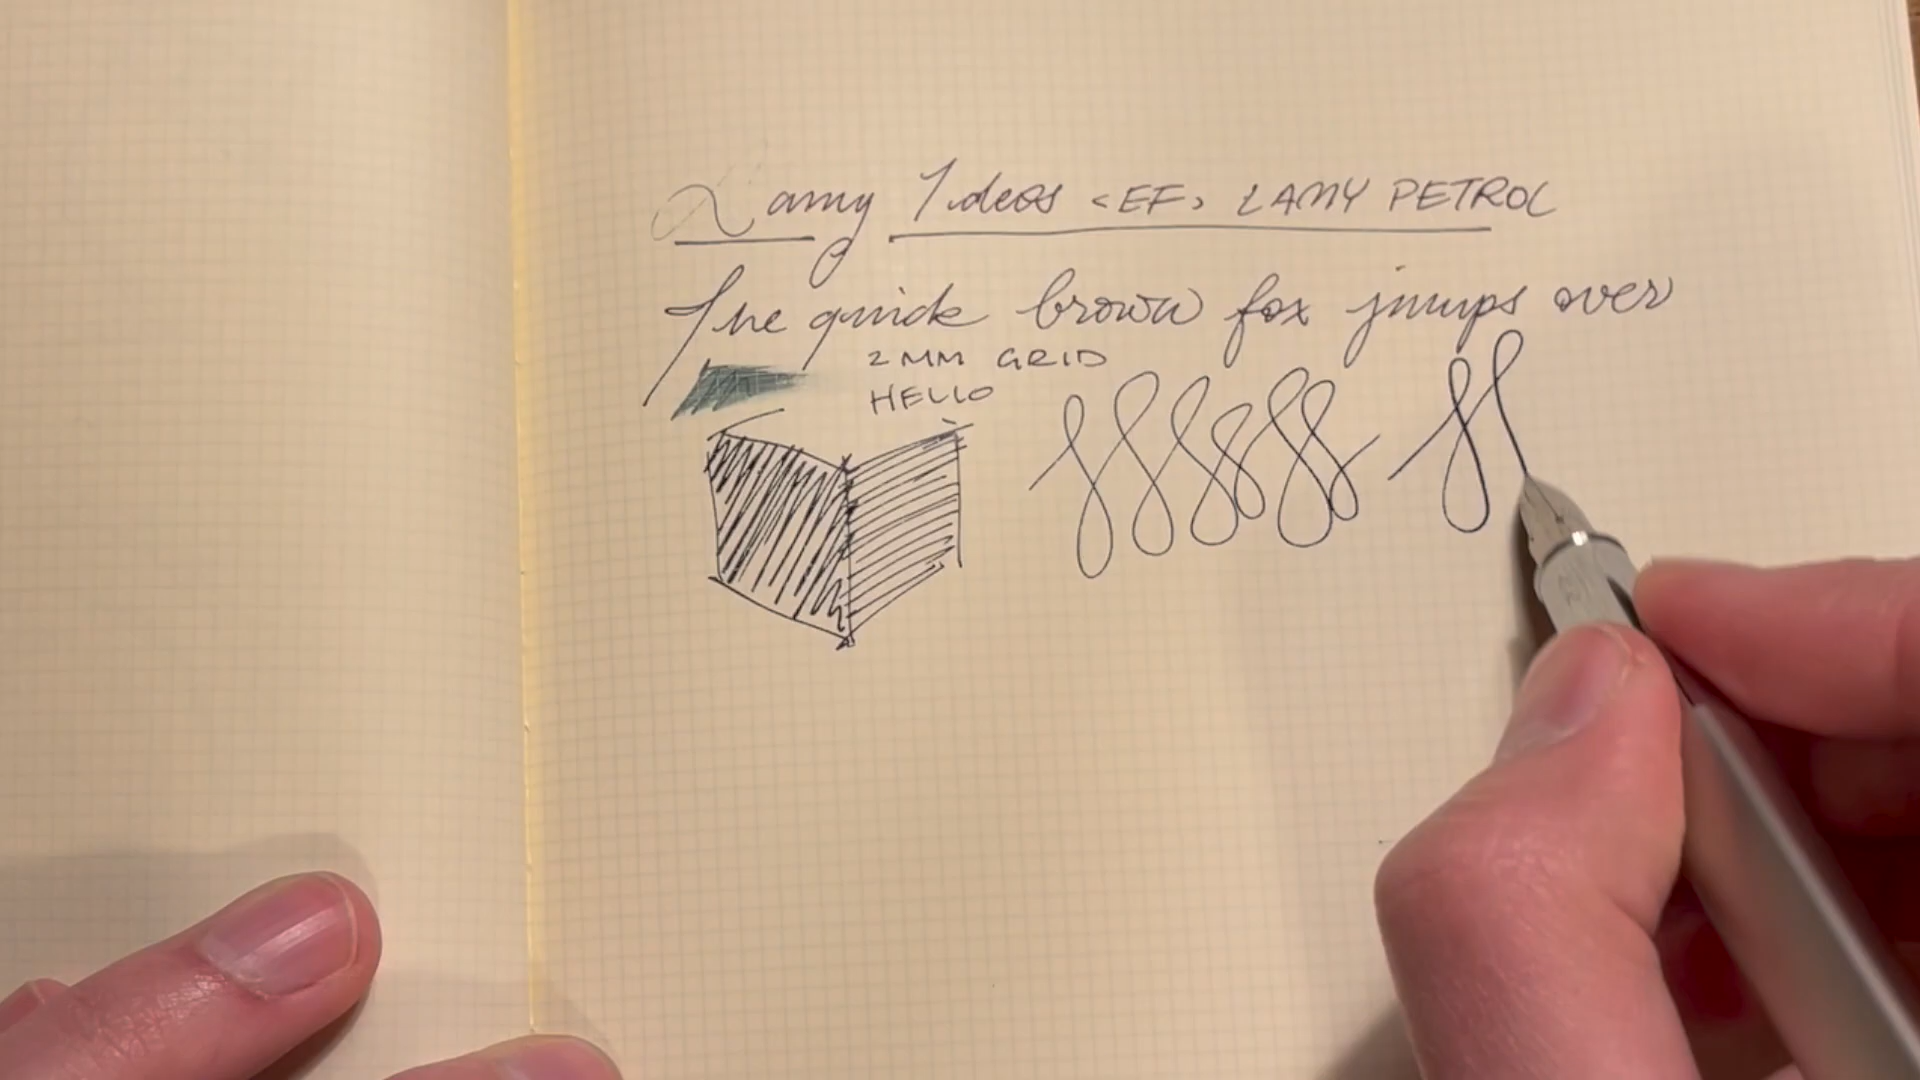 Lamy Ideos <EF> LAMY PETROL
The quick brown fox jumps over
2MM GRID
HELLO